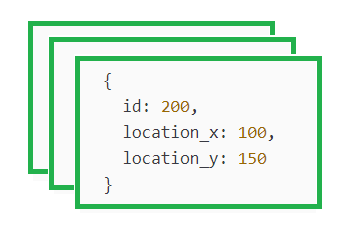 {
id: 200,
location_x: 100,
location_y: 150
}